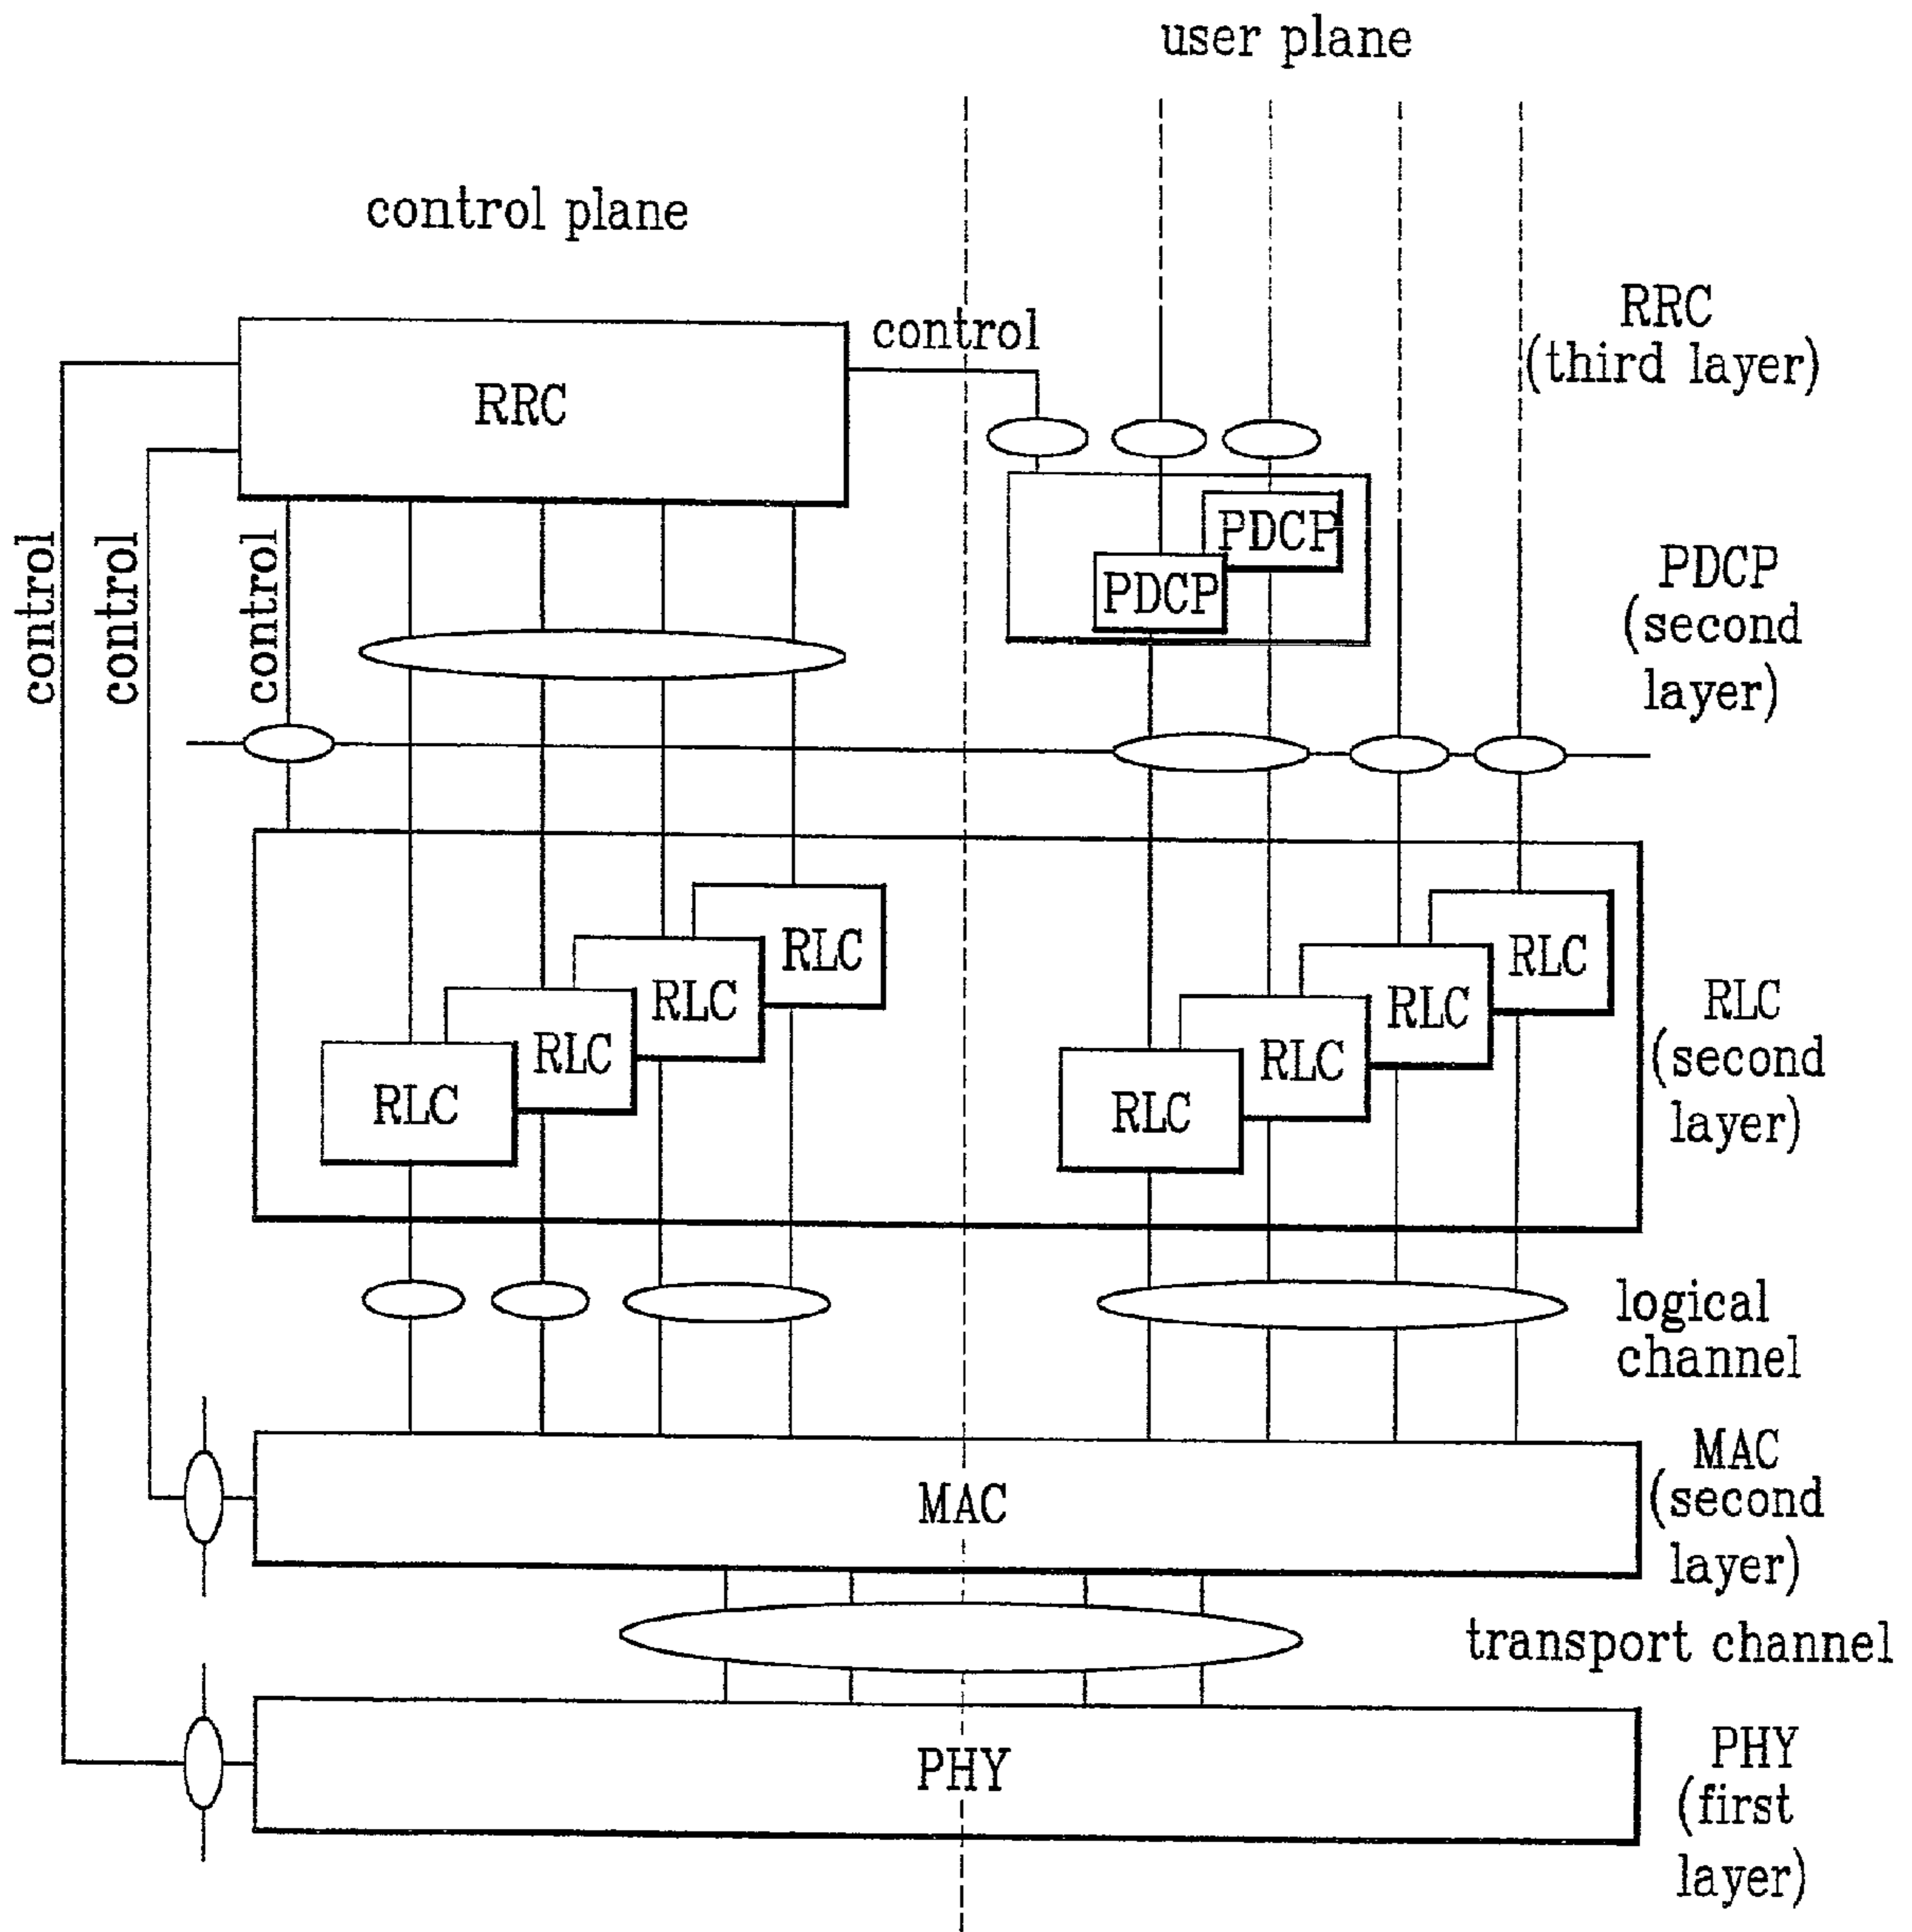 user plane
control plane
control
RRC
RRC
(third layer)
control
control
control
PDCP
PDCP
PDCP
(second
layer)
RLC
RLC
RLC
RLC
RLC
RLC
RLC
RLC
RLC
(second
layer)
logical
channel
MAC
MAC
(second
layer)
transport channel
PHY
PHY
(first
layer)